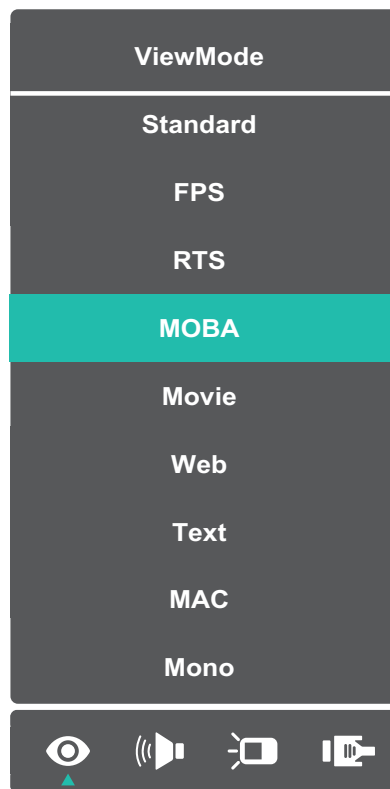 ViewMode
Standard
FPS
RTS
MOBA
Movie
Web
Text
MAC
Mono